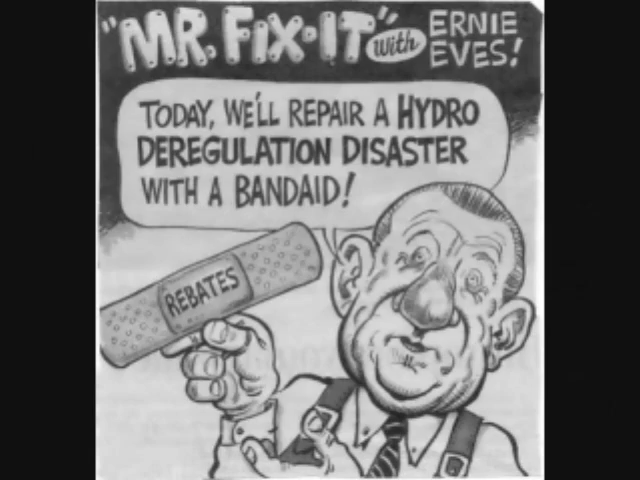 "MR. FIX-IT" with ERNIE EVES!
TODAY, WE'LL REPAIR A HYDRO
DEREGULATION DISASTER
WITH A BANDAID!
REBATES